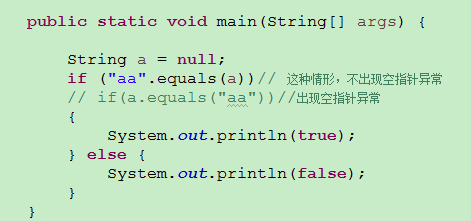 public static void main(String[] args) {
String a = null;
if ("aa".equals(a))// 这种情形，不出现空指针异常
// if(a.equals("aa"))//出现空指针异常
{
System.out.println(true);
} else {
System.out.println(false);
}
}